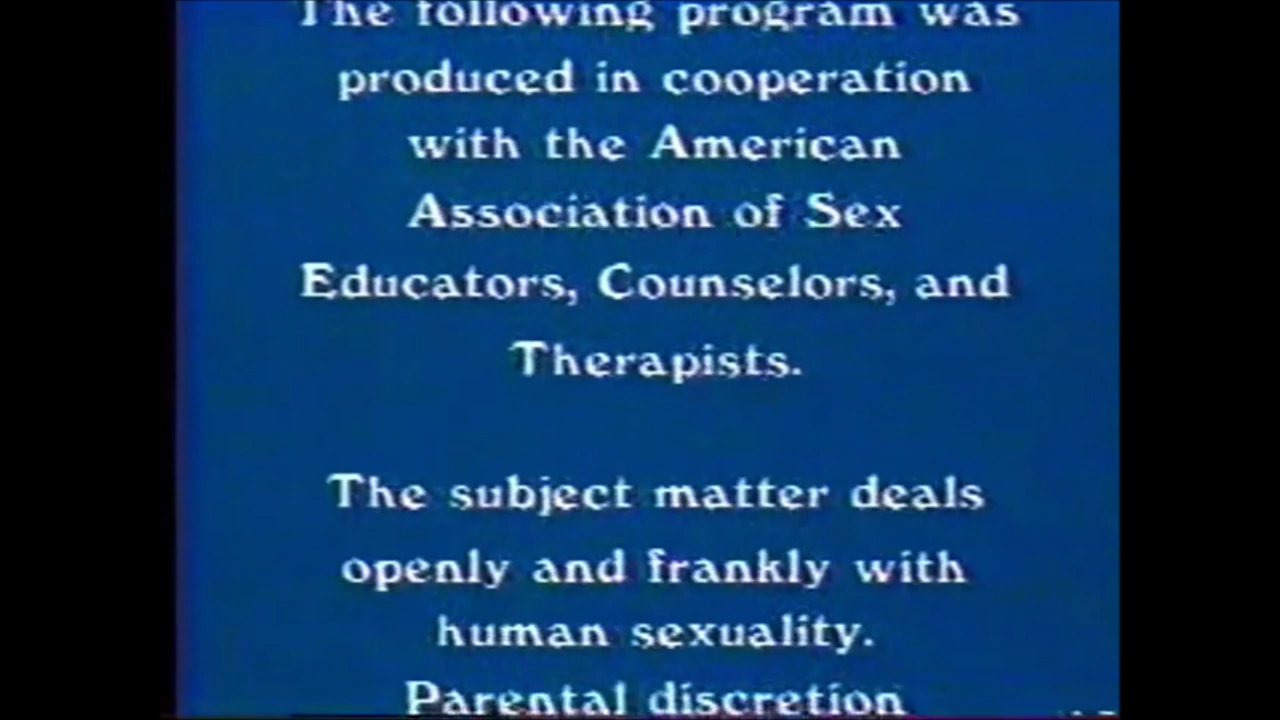 The following program was
produced in cooperation
with the American
Association of Sex
Educators, Counselors, and
Therapists.
The subject matter deals
openly and frankly with
human sexuality.
Parental discretion